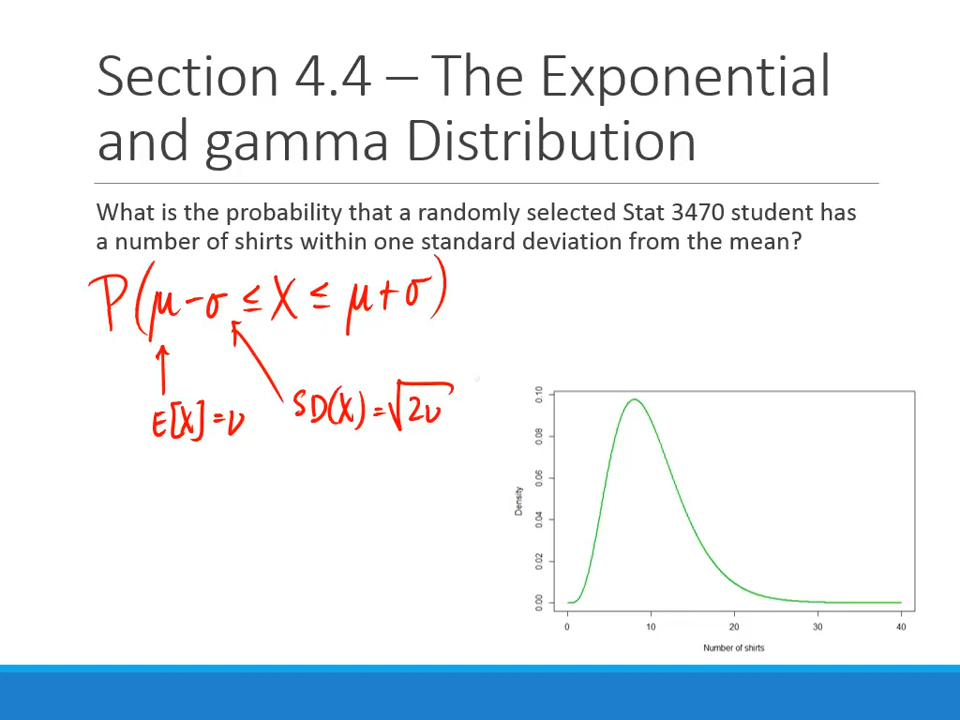 Section 4.4 – The Exponential
and gamma Distribution
What is the probability that a randomly selected Stat 3470 student has
a number of shirts within one standard deviation from the mean?
P(μ-σ ≤ X ≤ μ+σ)
E[X]=ν
SD(X)=√2ν
0.10
0.08
0.06
0.04
0.02
0.00
Density
0 10 20 30 40
Number of shirts